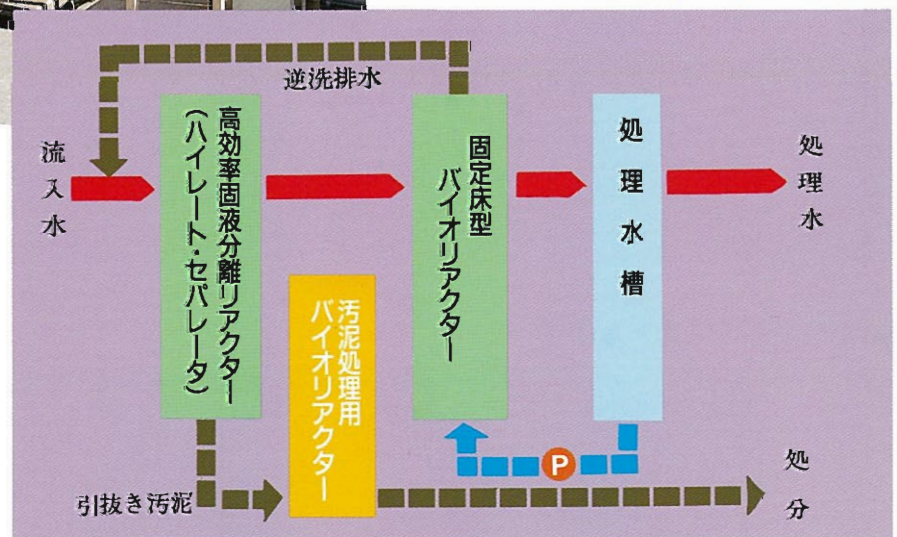 逆洗排水
流入水
高効率固液分離リアクター
(ハイレート・セパレータ)
固定床型
バイオリアクター
処理水槽
処理水
汚泥処理用
バイオリアクター
P
引抜き汚泥
処分